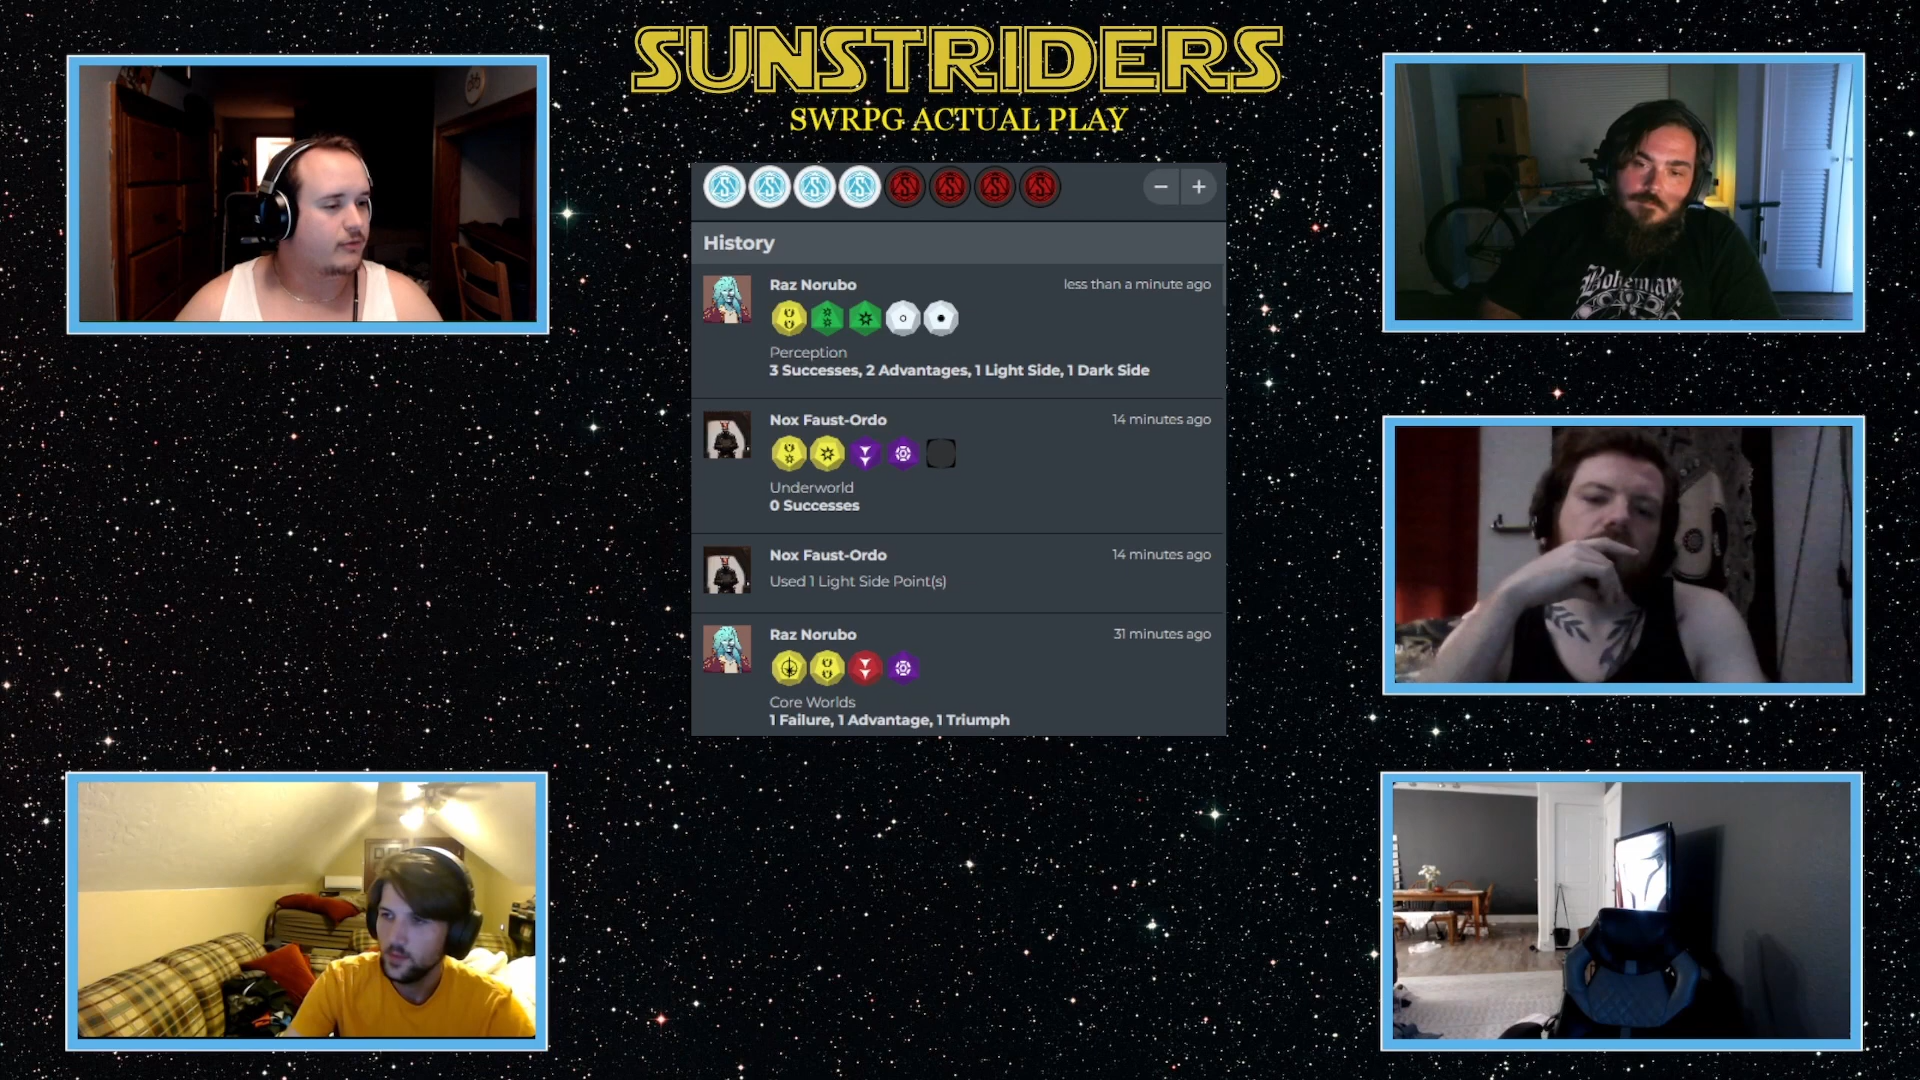 SUNSTRIDERS
SWRPG ACTUAL PLAY
History
Raz Norubo less than a minute ago
Perception
3 Successes, 2 Advantages, 1 Light Side, 1 Dark Side
Nox Faust-Ordo 14 minutes ago
Underworld
0 Successes
Nox Faust-Ordo 14 minutes ago
Used 1 Light Side Point(s)
Raz Norubo 31 minutes ago
Core Worlds
1 Failure, 1 Advantage, 1 Triumph
Bohemian